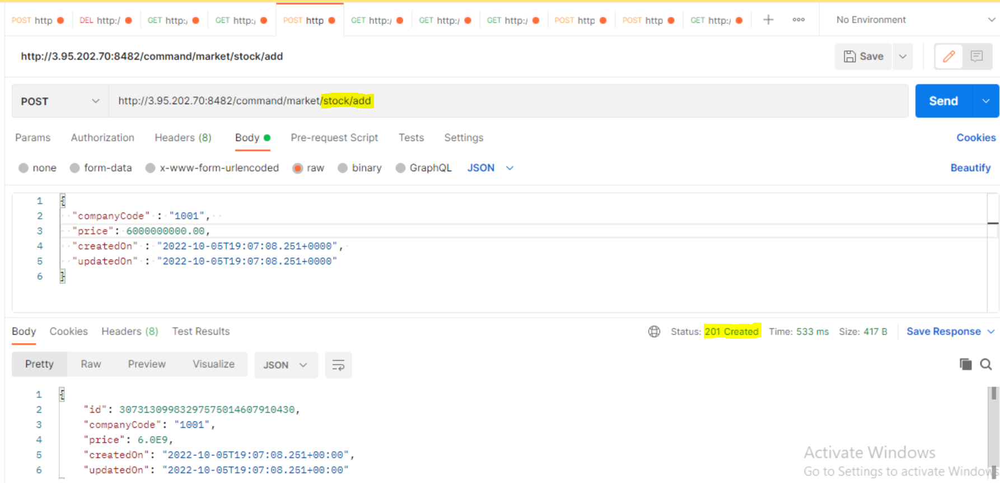 POST http DEL http:/ GET http:/ GET http:/ POST http GET http:/ GET http:/ GET http:/ POST http POST http GET http:/ No Environment
http://3.95.202.70:8482/command/market/stock/add Save
POST http://3.95.202.70:8482/command/market/stock/add Send
Params Authorization Headers (8) Body Pre-request Script Tests Settings Cookies
none form-data x-www-form-urlencoded raw binary GraphQL JSON Beautify
1 {
2 "companyCode" : "1001",
3 "price": 6000000000.00,
4 "createdOn" : "2022-10-05T19:07:08.251+0000",
5 "updatedOn" : "2022-10-05T19:07:08.251+0000"
6 }
Body Cookies Headers (8) Test Results Status: 201 Created Time: 533 ms Size: 417 B Save Response
Pretty Raw Preview Visualize JSON
1 {
2 "id": 30731309983297575014607910430,
3 "companyCode": "1001",
4 "price": 6.0E9,
5 "createdOn": "2022-10-05T19:07:08.251+00:00",
6 "updatedOn": "2022-10-05T19:07:08.251+00:00"
Activate Windows
Go to Settings to activate Windows